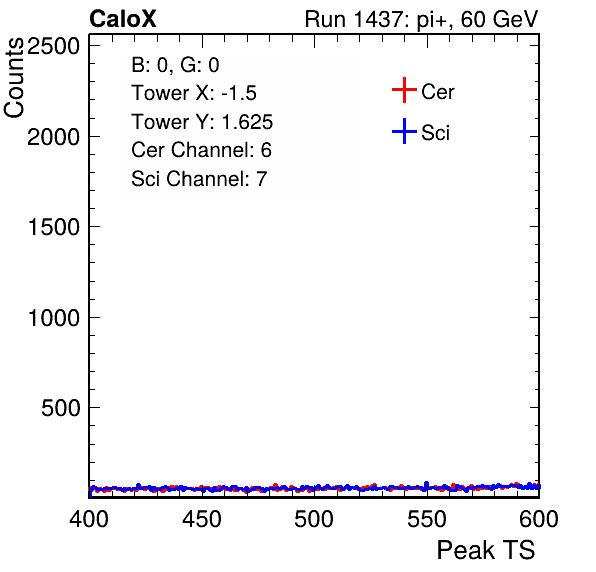 CaloX Run 1437: pi+, 60 GeV
Counts
2500
2000
1500
1000
500
B: 0, G: 0
Tower X: -1.5
Tower Y: 1.625
Cer Channel: 6
Sci Channel: 7
Cer
Sci
400 450 500 550 600
Peak TS